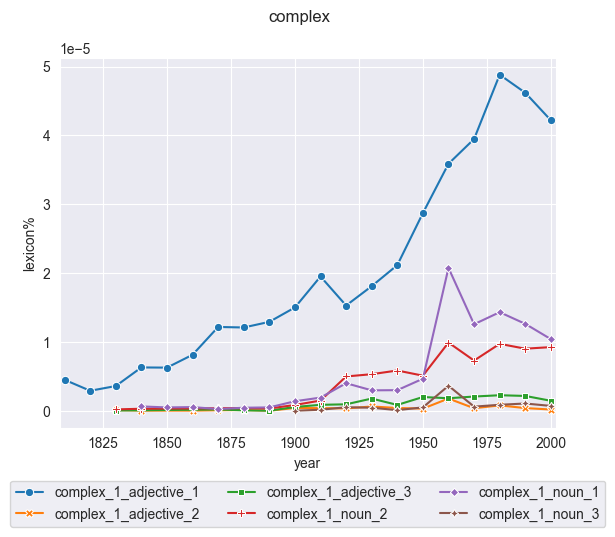 complex
1e−5
5
4
3
2
1
0
lexicon%
1825 1850 1875 1900 1925 1950 1975 2000
year
complex_1_adjective_1 complex_1_adjective_3 complex_1_noun_1
complex_1_adjective_2 complex_1_noun_2 complex_1_noun_3